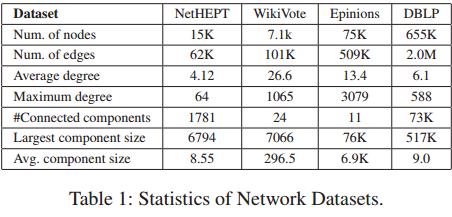 Dataset NetHEPT WikiVote Epinions DBLP
Num. of nodes 15K 7.1k 75K 655K
Num. of edges 62K 101K 509K 2.0M
Average degree 4.12 26.6 13.4 6.1
Maximum degree 64 1065 3079 588
#Connected components 1781 24 11 73K
Largest component size 6794 7066 76K 517K
Avg. component size 8.55 296.5 6.9K 9.0
Table 1: Statistics of Network Datasets.